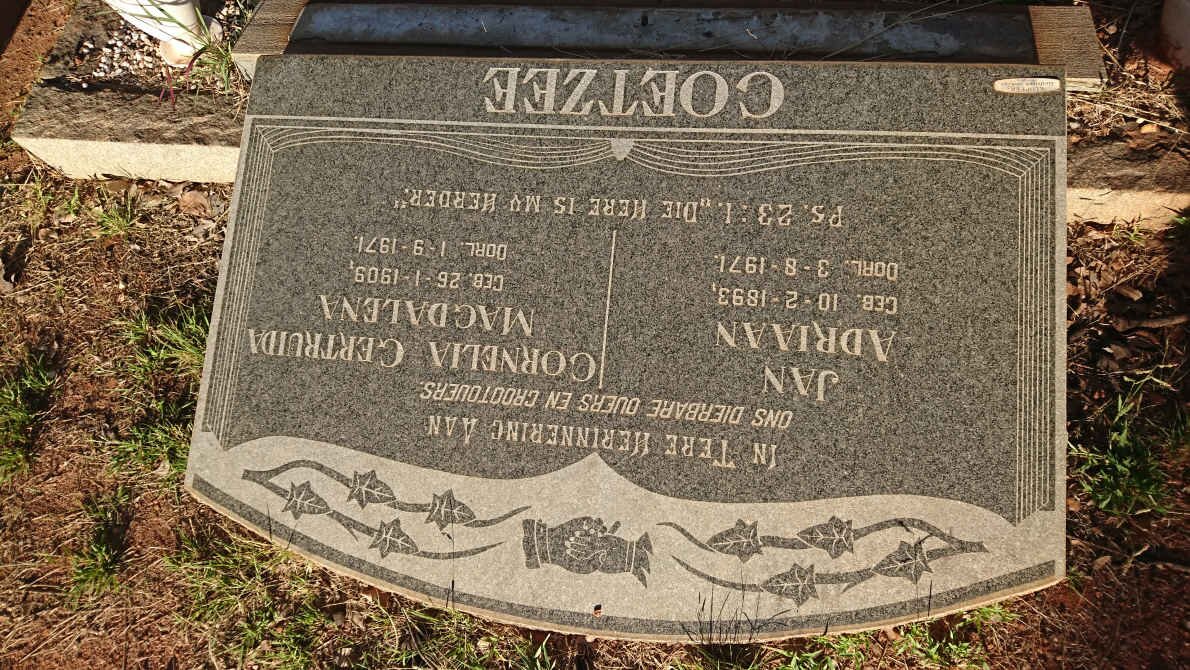 IN TERE HERINNERING AAN
ONS DIERBARE OUERS EN GROOTOUERS.
JAN
ADRIAAN
GEB. 10-2-1893,
OORL. 3-8-1971.
CORNELIA GERTRUIDA
MAGDALENA
GEB. 26-1-1909,
OORL. 1-9-1971.
PS. 23:1. „DIE HERE IS MY HERDER".
COETZEE